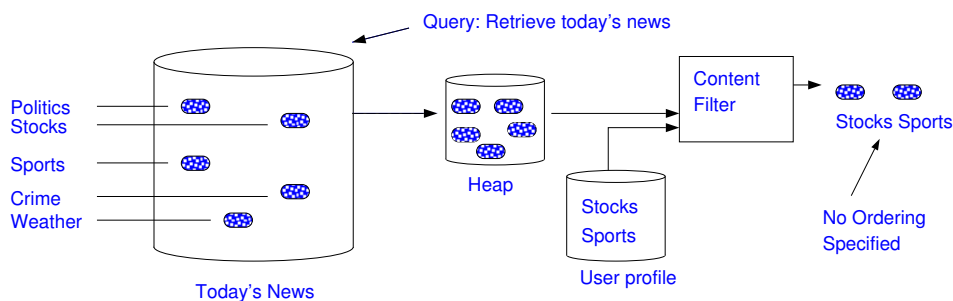 Query: Retrieve today's news
Politics
Stocks
Sports
Crime
Weather
Today's News
Heap
Content
Filter
Stocks
Sports
User profile
Stocks Sports
No Ordering
Specified